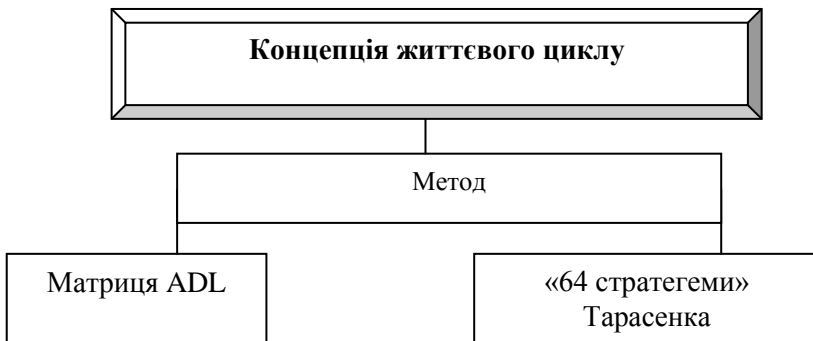 Концепція життєвого циклу
Метод
Матриця ADL
«64 стратегеми»
Тарасенка